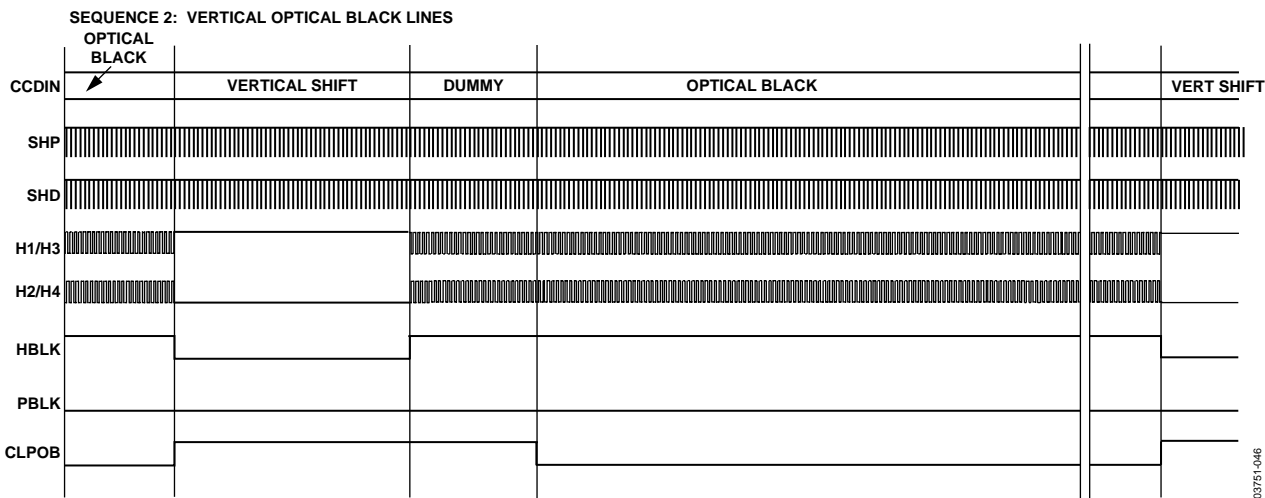 SEQUENCE 2: VERTICAL OPTICAL BLACK LINES
OPTICAL
BLACK
CCDIN
VERTICAL SHIFT
DUMMY
OPTICAL BLACK
VERT SHIFT
SHP
SHD
H1/H3
H2/H4
HBLK
PBLK
CLPOB
03751-046